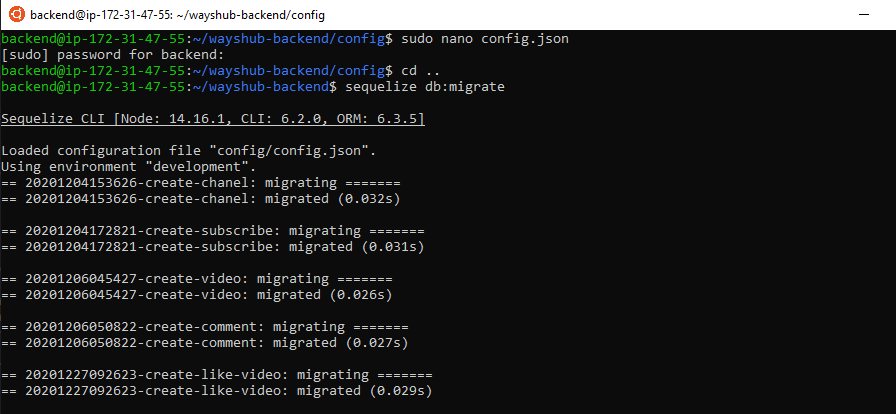 backend@ip-172-31-47-55: ~/wayshub-backend/config
backend@ip-172-31-47-55:~/wayshub-backend/config$ sudo nano config.json
[sudo] password for backend:
backend@ip-172-31-47-55:~/wayshub-backend/config$ cd ..
backend@ip-172-31-47-55:~/wayshub-backend$ sequelize db:migrate
Sequelize CLI [Node: 14.16.1, CLI: 6.2.0, ORM: 6.3.5]
Loaded configuration file "config/config.json".
Using environment "development".
== 20201204153626-create-chanel: migrating =======
== 20201204153626-create-chanel: migrated (0.032s)
== 20201204172821-create-subscribe: migrating =======
== 20201204172821-create-subscribe: migrated (0.031s)
== 20201206045427-create-video: migrating =======
== 20201206045427-create-video: migrated (0.026s)
== 20201206050822-create-comment: migrating =======
== 20201206050822-create-comment: migrated (0.027s)
== 20201227092623-create-like-video: migrating =======
== 20201227092623-create-like-video: migrated (0.029s)